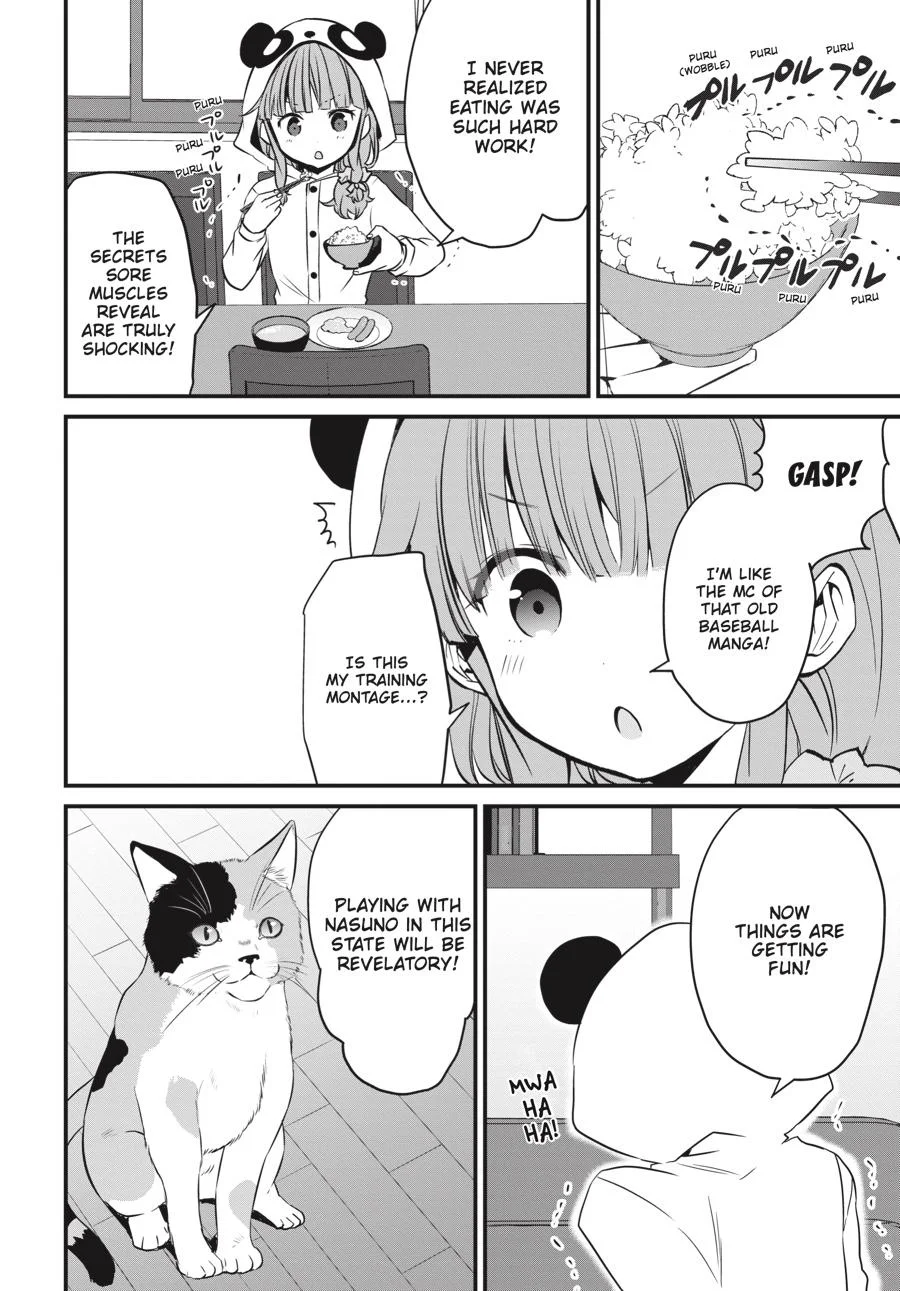 PURU
(WOBBLE)
PURU
PURU
プル プル プル
プル プル プル
PURU
PURU
PURU
I NEVER
REALIZED
EATING WAS
SUCH HARD
WORK!
PURU
PURU
PURU
プル
プル
プル
THE
SECRETS
SORE
MUSCLES
REVEAL
ARE TRULY
SHOCKING!
GASP!
I'M LIKE
THE MC OF
THAT OLD
BASEBALL
MANGA!
IS THIS
MY TRAINING
MONTAGE...?
NOW
THINGS ARE
GETTING
FUN!
MWA
HA
HA!
PLAYING WITH
NASUNO IN THIS
STATE WILL BE
REVELATORY!